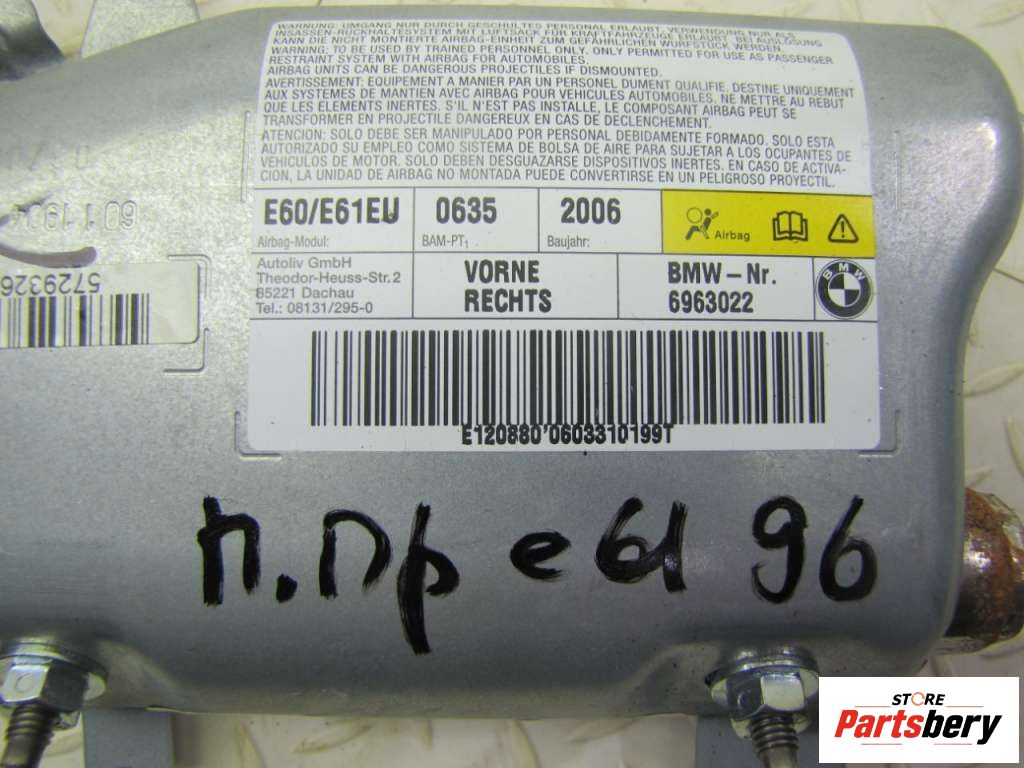 WARNUNG: UMGANG NUR DURCH GESCHULTES PERSONAL ERLAUBT. VERWENDUNG NUR ALS
INSASSEN-RÜCKHALTESYSTEM MIT LUFTSACK FÜR KRAFTFAHRZEUGE ERLAUBT. BEI AUSLÖSUNG
KANN DIE NICHT MONTIERTE AIRBAG-EINHEIT ZUM GEFÄHRLICHEN WURFSTÜCK WERDEN.
WARNING: TO BE USED BY TRAINED PERSONNEL ONLY. ONLY PERMITTED FOR USE AS PASSENGER
RESTRAINT SYSTEM WITH AIRBAG FOR AUTOMOBILES.
AIRBAG UNITS CAN BE DANGEROUS PROJECTILES IF DISMOUNTED.
AVERTISSEMENT: EQUIPEMENT, A MANIER PAR UN PERSONEL DUMENT QUALIFIE, DESTINE UNIQUEMENT
AUX SYSTEMES DE MANTIEN AVEC AIRBAG POUR VEHICULES AUTOMOBILES. NE METTRE AU REBUT
QUE LES ELEMENTS INERTES. S'IL N'EST PAS INSTALLE, LE COMPOSANT AIRBAG PEUT SE
TRANSFORMER EN PROJECTILE DANGEREUX EN CAS DE DECLENCHEMENT.
ATENCION: SOLO DEBE SER MANIPULADO POR PERSONAL DEBIDAMENTE FORMADO. SOLO ESTA
AUTORIZADO SU EMPLEO COMO SISTEMA DE BOLSA DE AIRE PARA SUJETAR A LOS OCUPANTES DE
VEHICULOS DE MOTOR. SOLO DEBEN DESGUAZARSE DISPOSITIVOS INERTES. EN CASO DE ACTIVA-
CION, LA UNIDAD DE AIRBAG NO MONTADA PUEDE CONVERTIRSE EN UN PELIGROSO PROYECTIL.
E60/E61EU 0635 2006
Airbag-Modul: BAM-PT1 Baujahr: Airbag
Autoliv GmbH
Theodor-Heuss-Str.2
85221 Dachau
Tel.: 08131/295-0
VORNE
RECHTS
BMW-Nr.
6963022
BMW
E120880'0603310199T
5729326
п.пр e61 96
STORE
Partsbery